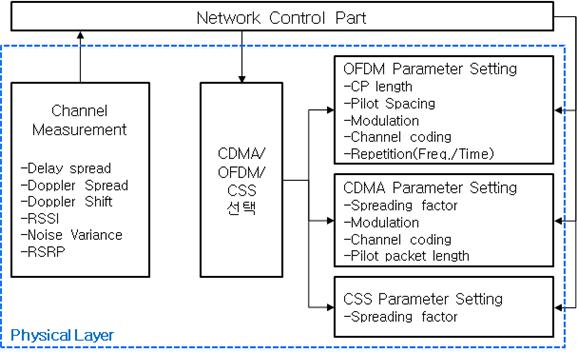 Network Control Part
Channel
Measurement
-Delay spread
-Doppler Spread
-Doppler Shift
-RSSI
-Noise Variance
-RSRP
CDMA/
OFDM/
CSS
선택
OFDM Parameter Setting
-CP length
-Pilot Spacing
-Modulation
-Channel coding
-Repetition(Freq./Time)
CDMA Parameter Setting
-Spreading factor
-Modulation
-Channel coding
-Pilot packet length
CSS Parameter Setting
-Spreading factor
Physical Layer